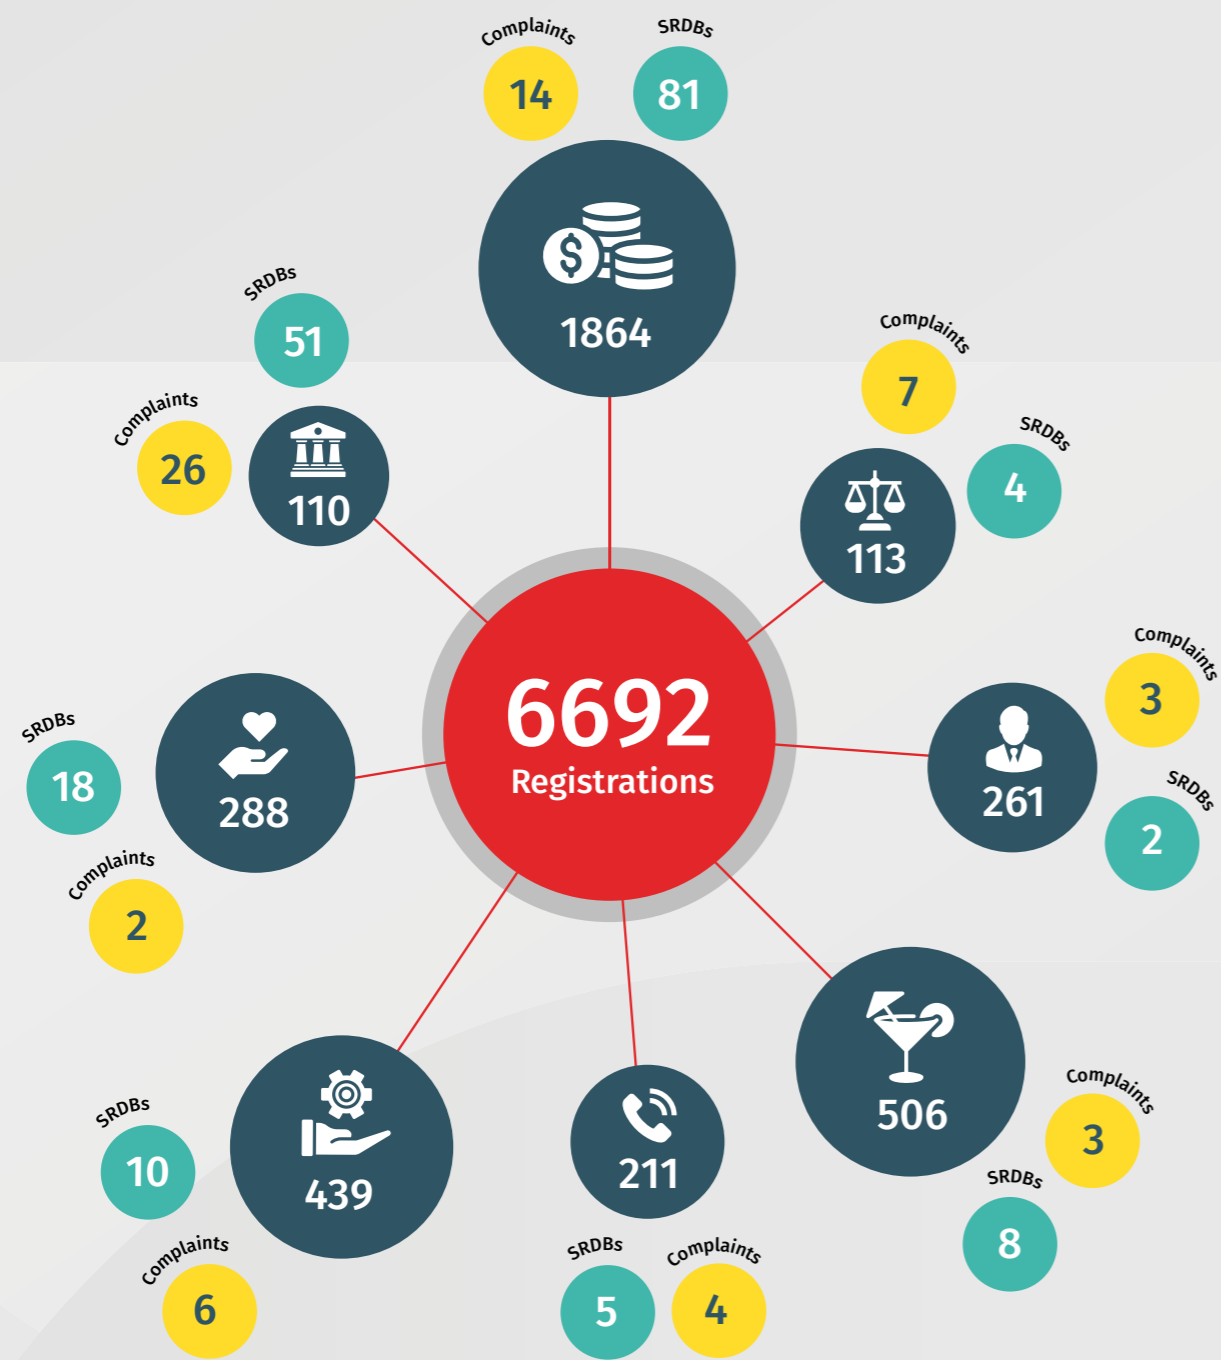 Complaints
14
SRDBs
81
$
1864
SRDBs
51
Complaints
26
110
Complaints
7
SRDBs
4
113
6692
Registrations
Complaints
3
SRDBs
2
261
SRDBs
18
288
Complaints
2
506
Complaints
3
SRDBs
8
211
SRDBs
5
Complaints
4
SRDBs
10
439
Complaints
6